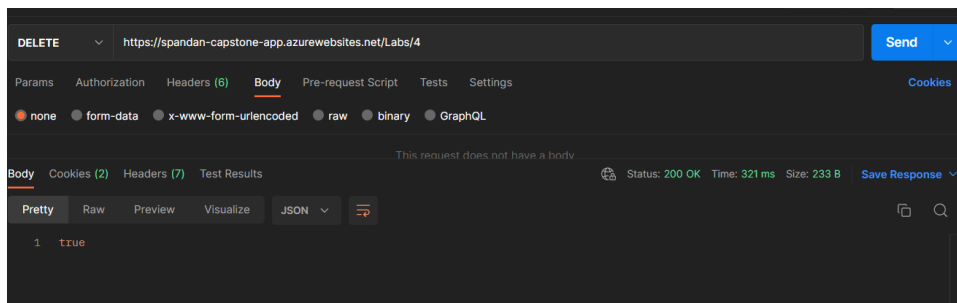 DELETE https://spandan-capstone-app.azurewebsites.net/Labs/4 Send
Params Authorization Headers (6) Body Pre-request Script Tests Settings Cookies
none form-data x-www-form-urlencoded raw binary GraphQL
This request does not have a body
Body Cookies (2) Headers (7) Test Results Status: 200 OK Time: 321 ms Size: 233 B Save Response
Pretty Raw Preview Visualize JSON
1 true